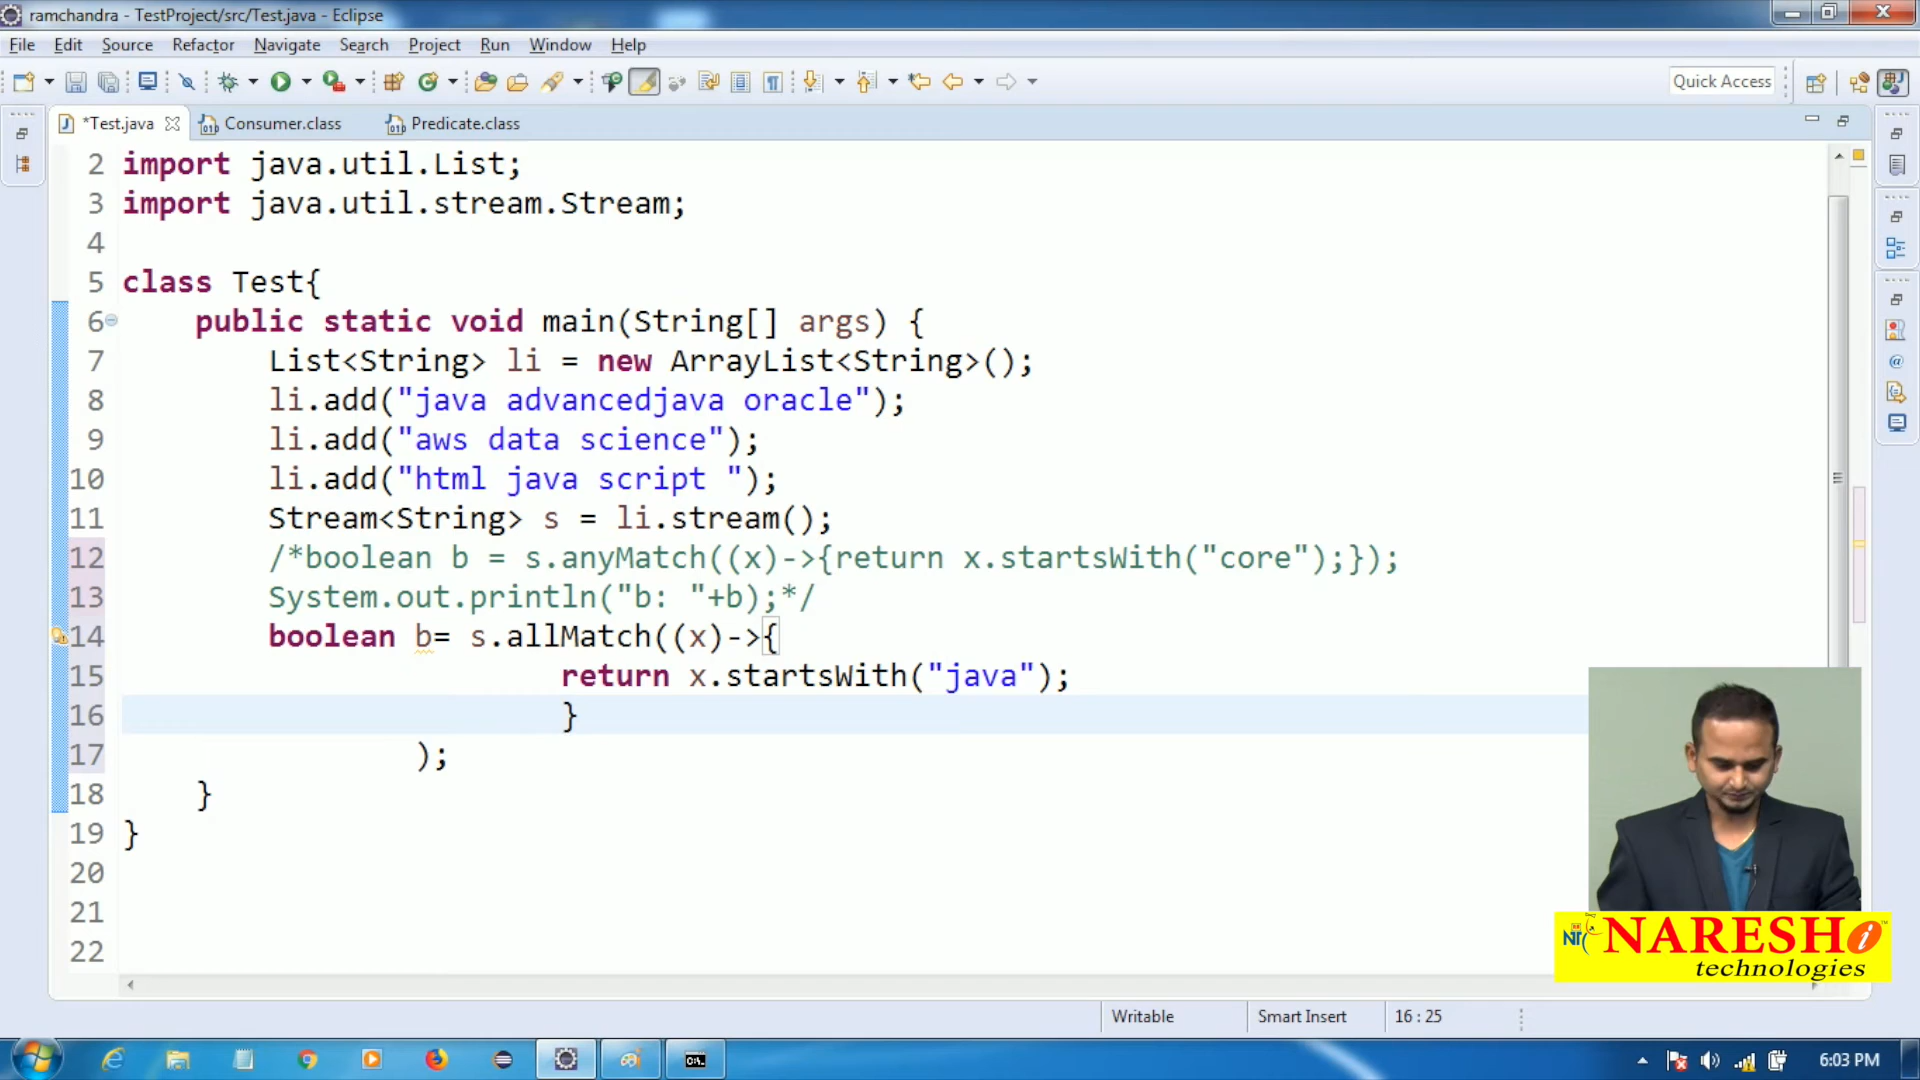 ramchandra - TestProject/src/Test.java - Eclipse
File Edit Source Refactor Navigate Search Project Run Window Help
Quick Access
*Test.java Consumer.class Predicate.class
2 import java.util.List;
3 import java.util.stream.Stream;
4
5 class Test{
6 public static void main(String[] args) {
7 List<String> li = new ArrayList<String>();
8 li.add("java advancedjava oracle");
9 li.add("aws data science");
10 li.add("html java script ");
11 Stream<String> s = li.stream();
12 /*boolean b = s.anyMatch((x)->{return x.startsWith("core");});
13 System.out.println("b: "+b);*/
14 boolean b= s.allMatch((x)->{
15 return x.startsWith("java");
16 }
17 );
18 }
19 }
20
21
22
NARESH i
technologies
Writable Smart Insert 16 : 25
6:03 PM